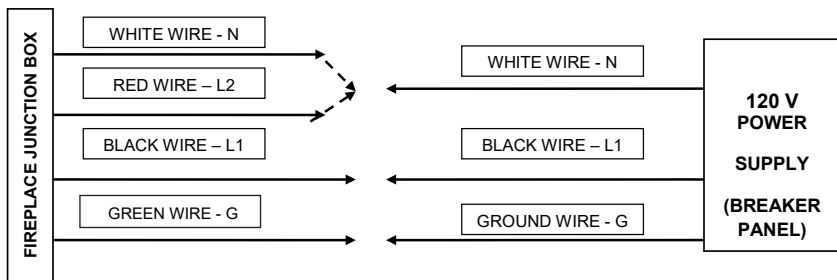 FIREPLACE JUNCTION BOX
WHITE WIRE - N
RED WIRE – L2
BLACK WIRE – L1
GREEN WIRE - G
WHITE WIRE - N
BLACK WIRE – L1
GROUND WIRE - G
120 V
POWER
SUPPLY
(BREAKER
PANEL)